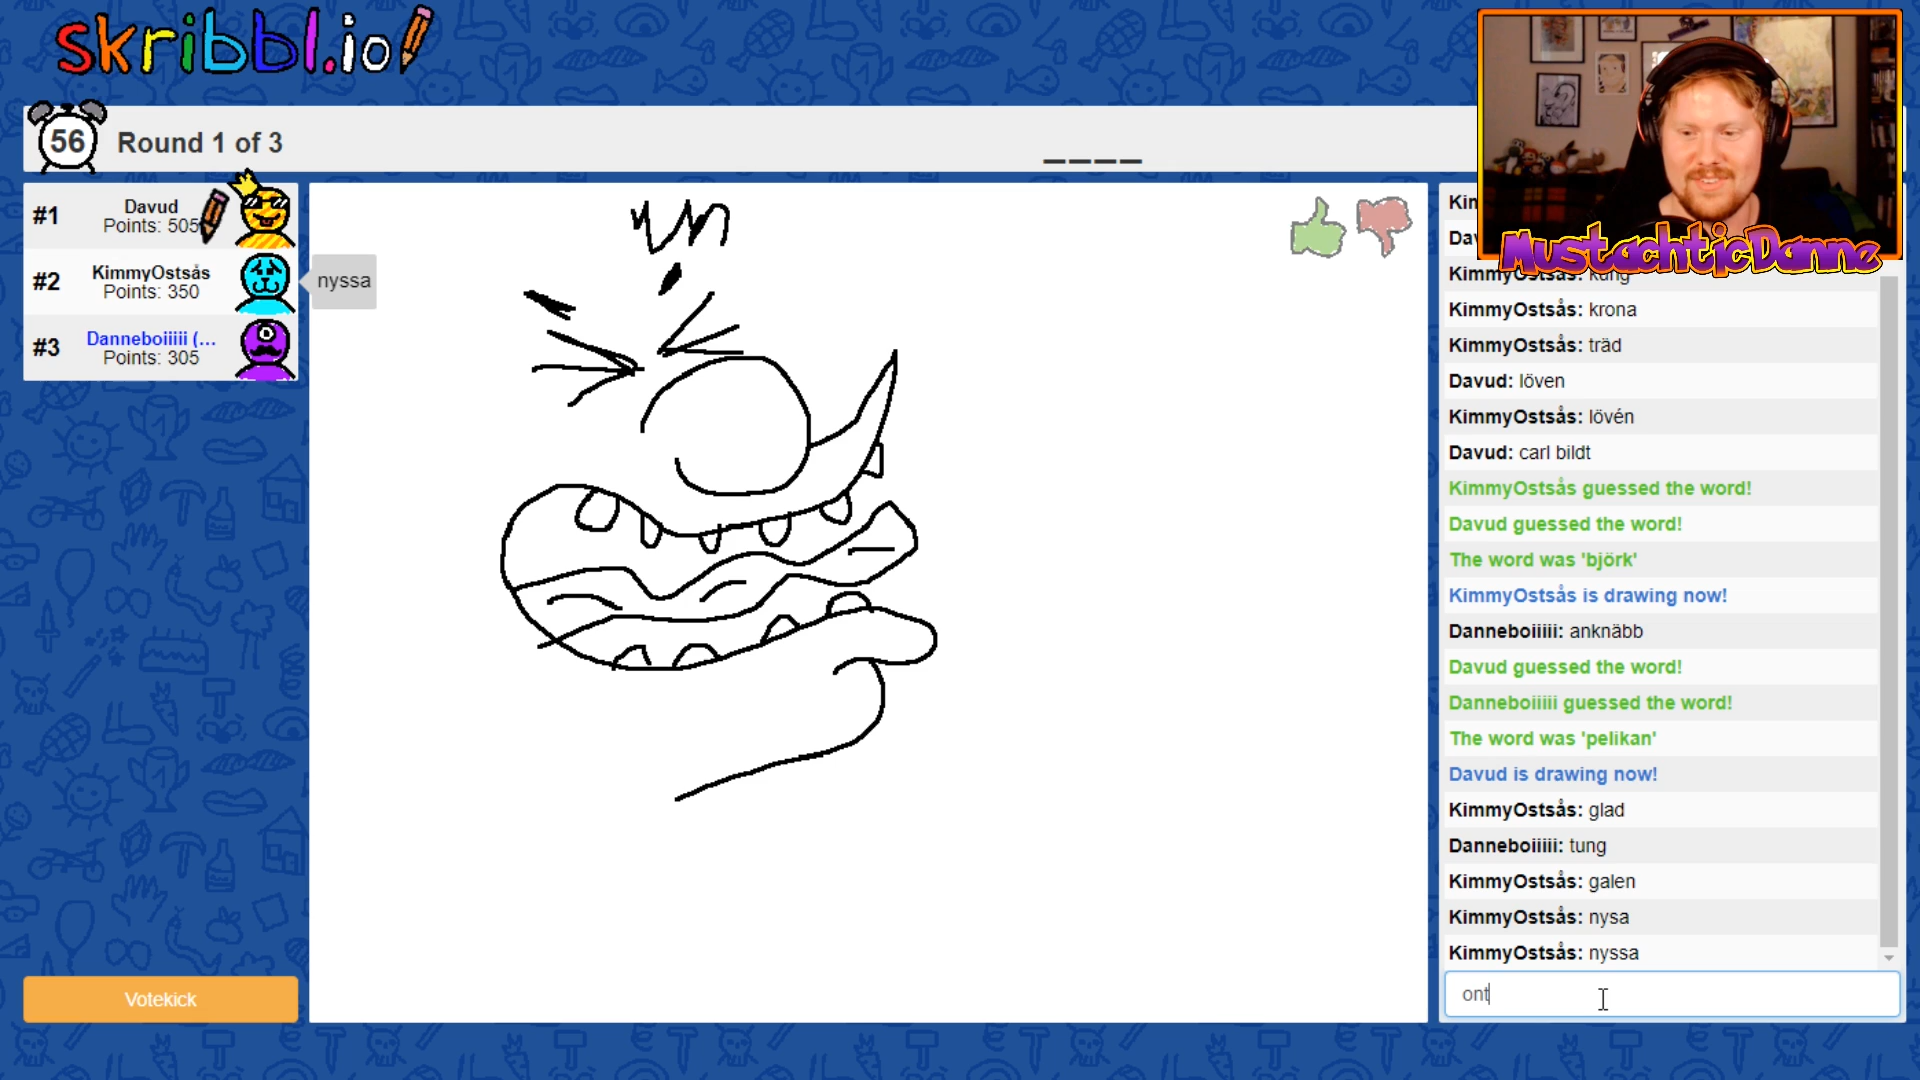 skribbl.io
56
Round 1 of 3
____
#1
Davud
Points: 505
#2
KimmyOstsås
Points: 350
#3
Danneboiiiii (...
Points: 305
nyssa
Votekick
MustachticDanne
KimmyOstsås: kung
KimmyOstsås: krona
KimmyOstsås: träd
Davud: löven
KimmyOstsås: lövén
Davud: carl bildt
KimmyOstsås guessed the word!
Davud guessed the word!
The word was 'björk'
KimmyOstsås is drawing now!
Danneboiiiii: anknäbb
Davud guessed the word!
Danneboiiiii guessed the word!
The word was 'pelikan'
Davud is drawing now!
KimmyOstsås: glad
Danneboiiiii: tung
KimmyOstsås: galen
KimmyOstsås: nysa
KimmyOstsås: nyssa
ont